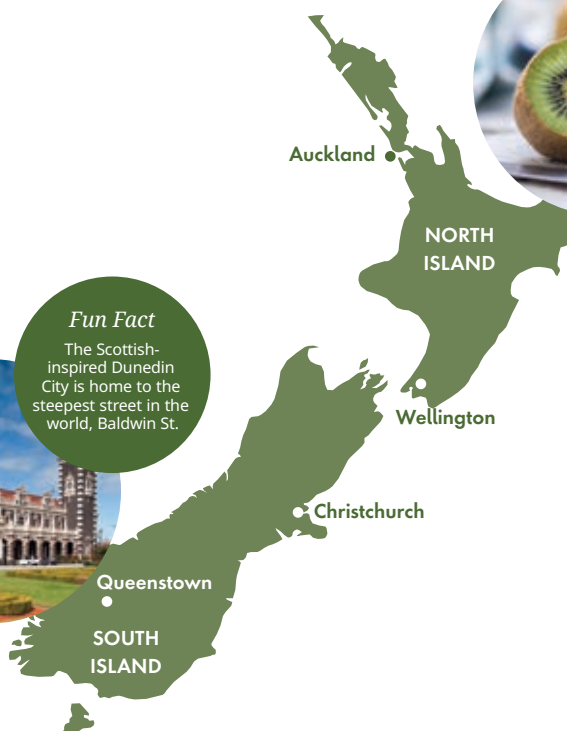 Auckland
NORTH
ISLAND
Fun Fact
The Scottish-
inspired Dunedin
City is home to the
steepest street in the
world, Baldwin St.
Wellington
Christchurch
Queenstown
SOUTH
ISLAND